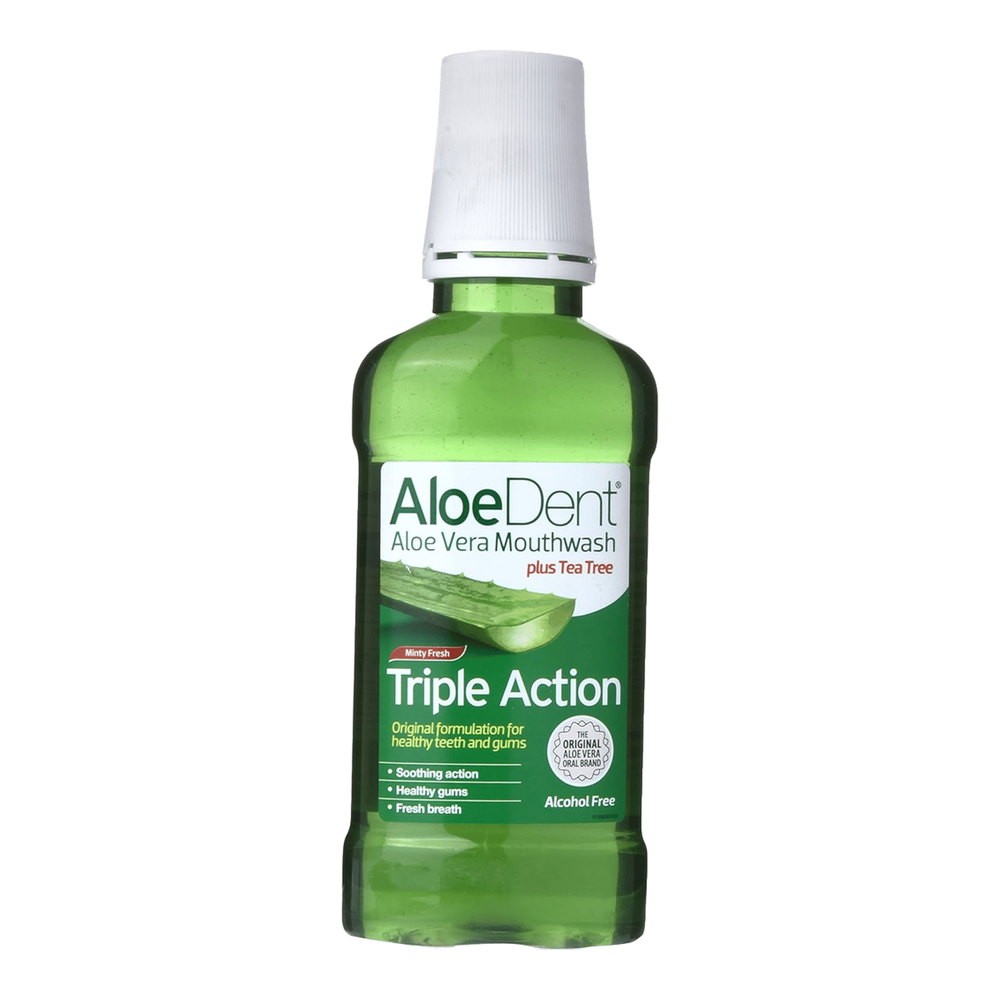 AloeDent®
Aloe Vera Mouthwash
plus Tea Tree
Minty Fresh
Triple Action
Original formulation for
healthy teeth and gums
• Soothing action
• Healthy gums
• Fresh breath
THE
ORIGINAL
ALOE VERA
ORAL BRAND
Alcohol Free